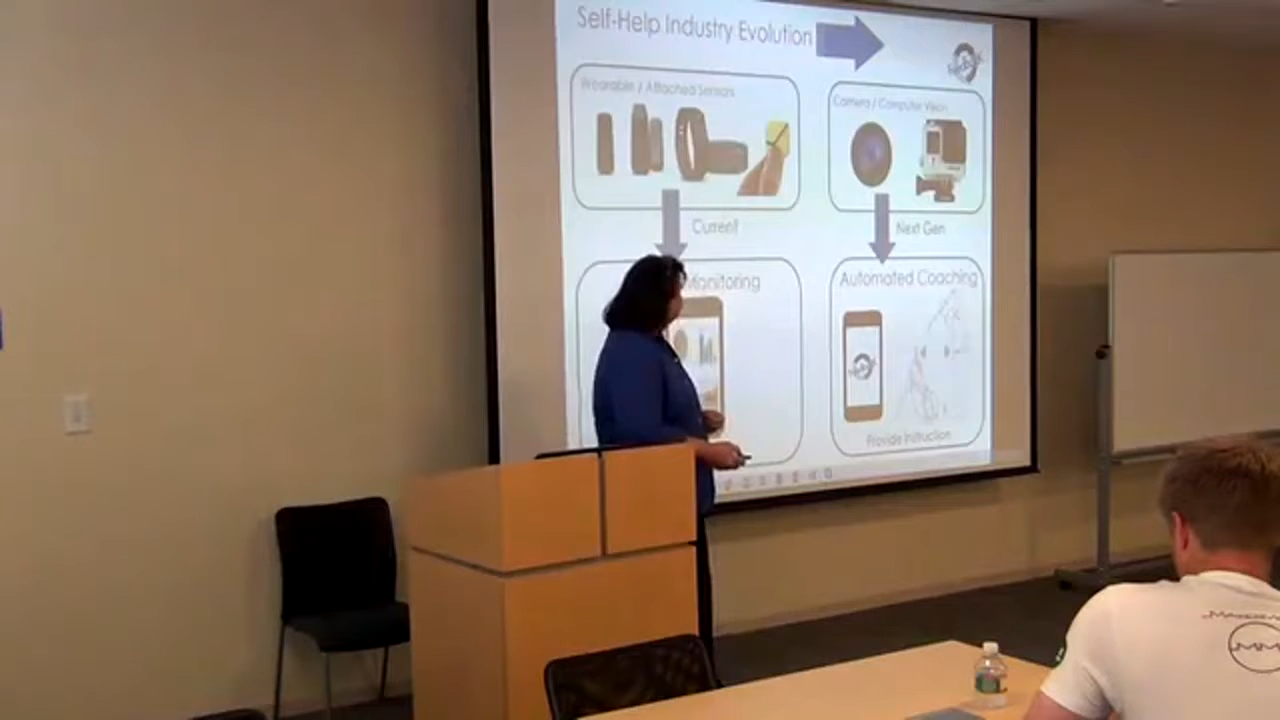 Self-Help Industry Evolution
Wearable / Attached Sensors
Camera / Computer Vision
Current
Next Gen
Monitoring
Automated Coaching
Provide Instruction